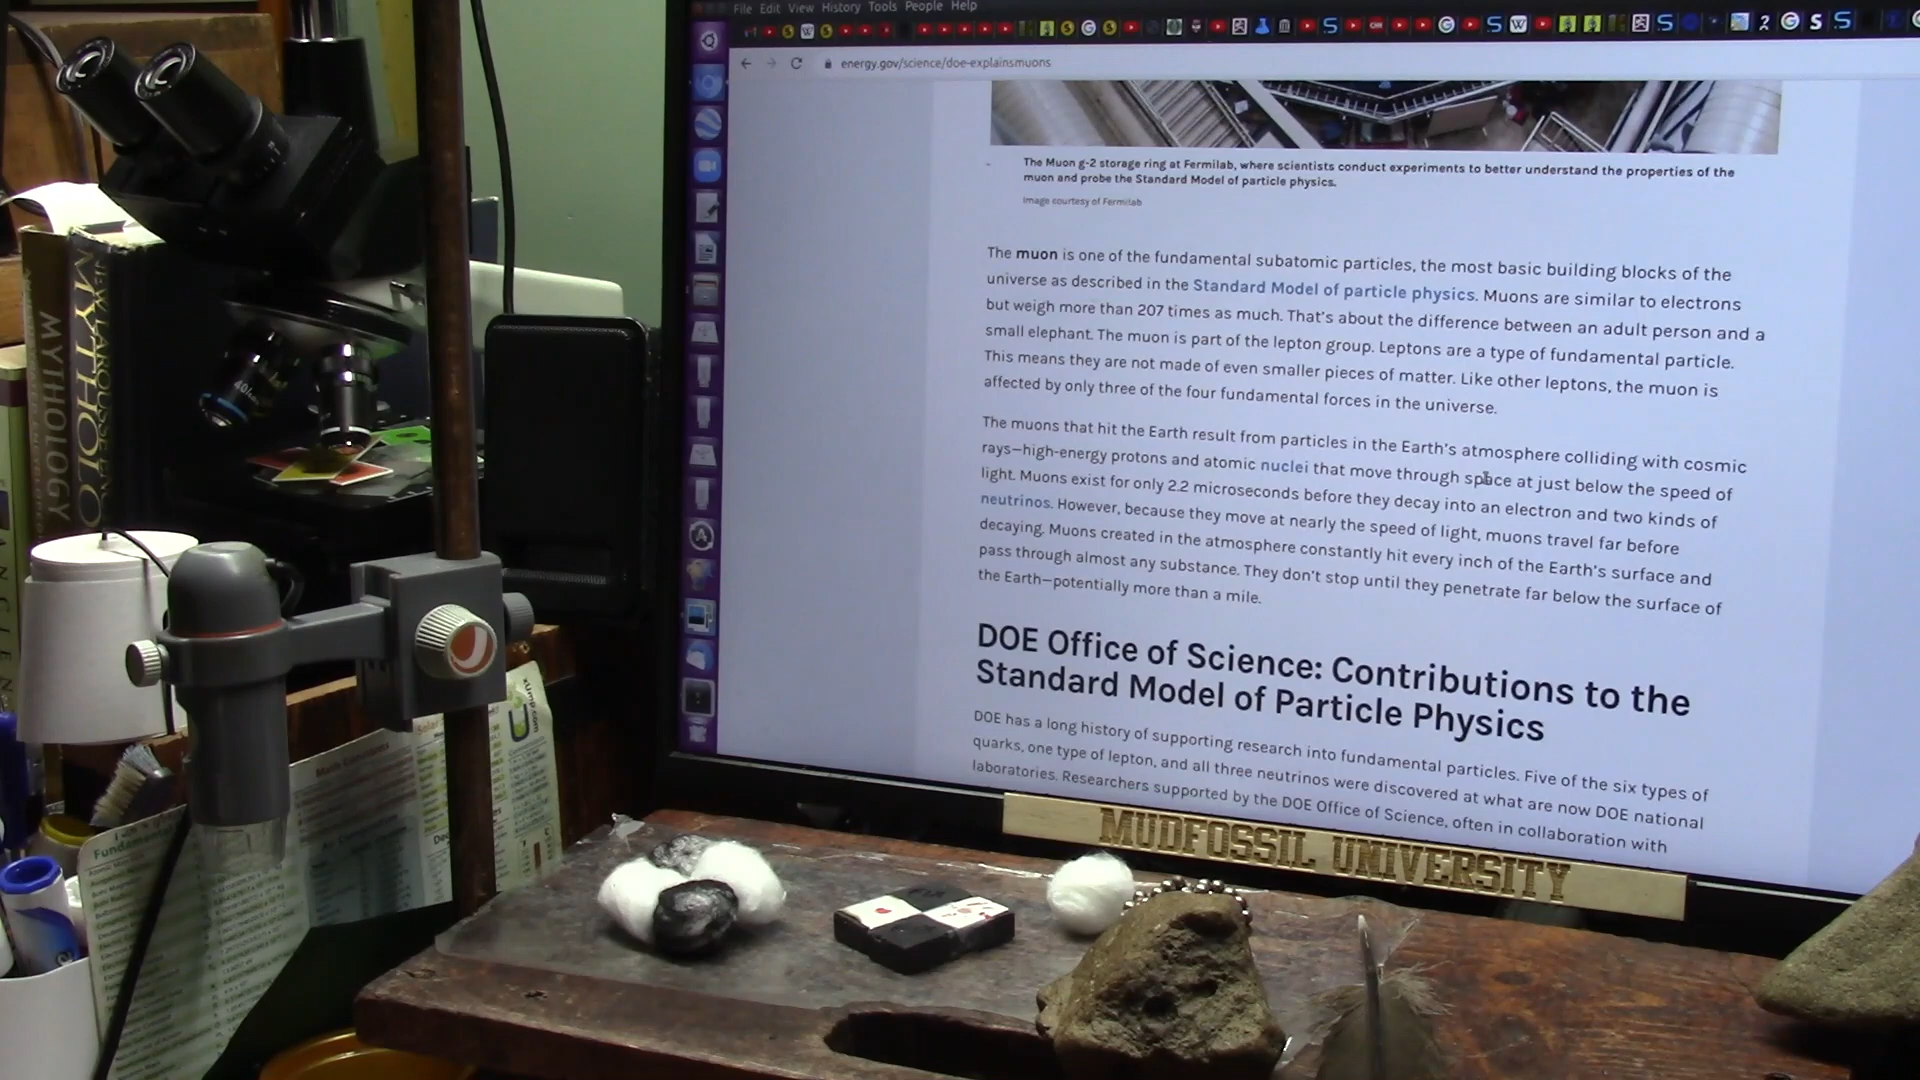 File Edit View History Tools People Help
energy.gov/science/doe-explainsmuons
The Muon g-2 storage ring at Fermilab, where scientists conduct experiments to better understand the properties of the
muon and probe the Standard Model of particle physics.
Image courtesy of Fermilab
The muon is one of the fundamental subatomic particles, the most basic building blocks of the
universe as described in the Standard Model of particle physics. Muons are similar to electrons
but weigh more than 207 times as much. That's about the difference between an adult person and a
small elephant. The muon is part of the lepton group. Leptons are a type of fundamental particle.
This means they are not made of even smaller pieces of matter. Like other leptons, the muon is
affected by only three of the four fundamental forces in the universe.
The muons that hit the Earth result from particles in the Earth's atmosphere colliding with cosmic
rays—high-energy protons and atomic nuclei that move through space at just below the speed of
light. Muons exist for only 2.2 microseconds before they decay into an electron and two kinds of
neutrinos. However, because they move at nearly the speed of light, muons travel far before
decaying. Muons created in the atmosphere constantly hit every inch of the Earth's surface and
pass through almost any substance. They don't stop until they penetrate far below the surface of
the Earth—potentially more than a mile.
DOE Office of Science: Contributions to the
Standard Model of Particle Physics
DOE has a long history of supporting research into fundamental particles. Five of the six types of
quarks, one type of lepton, and all three neutrinos were discovered at what are now DOE national
laboratories. Researchers supported by the DOE Office of Science, often in collaboration with
MUDFOSSIL UNIVERSITY
MYTHOLOGY
NEW LAROUSSE
MYTHOLO
40/
xUmp.com